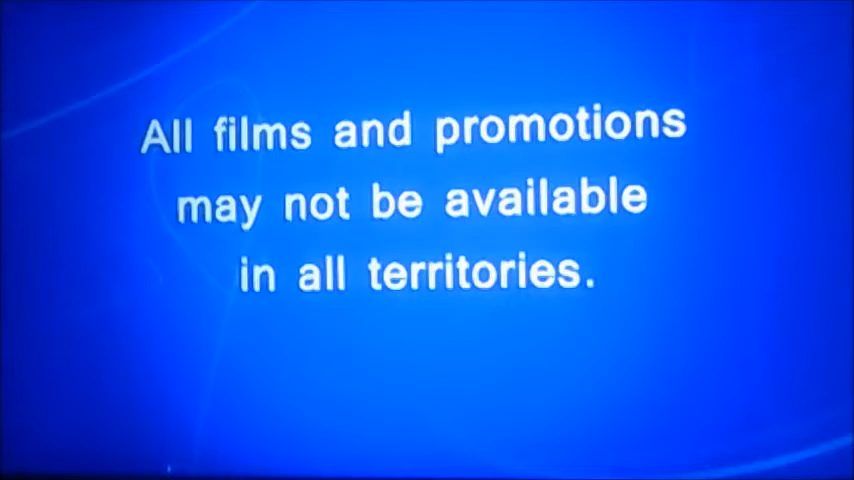 All films and promotions
may not be available
in all territories.